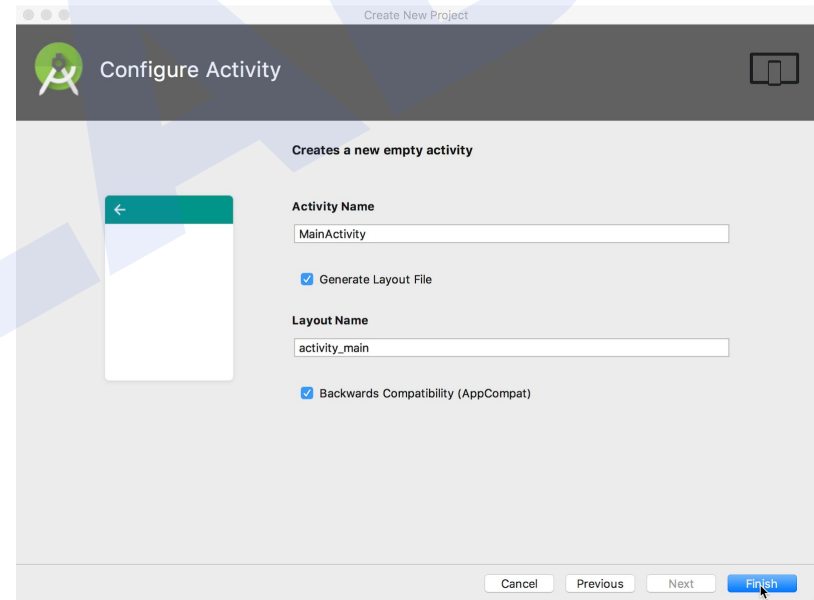 Create New Project
Configure Activity
Creates a new empty activity
Activity Name
MainActivity
Generate Layout File
Layout Name
activity_main
Backwards Compatibility (AppCompat)
Cancel
Previous
Next
Finish